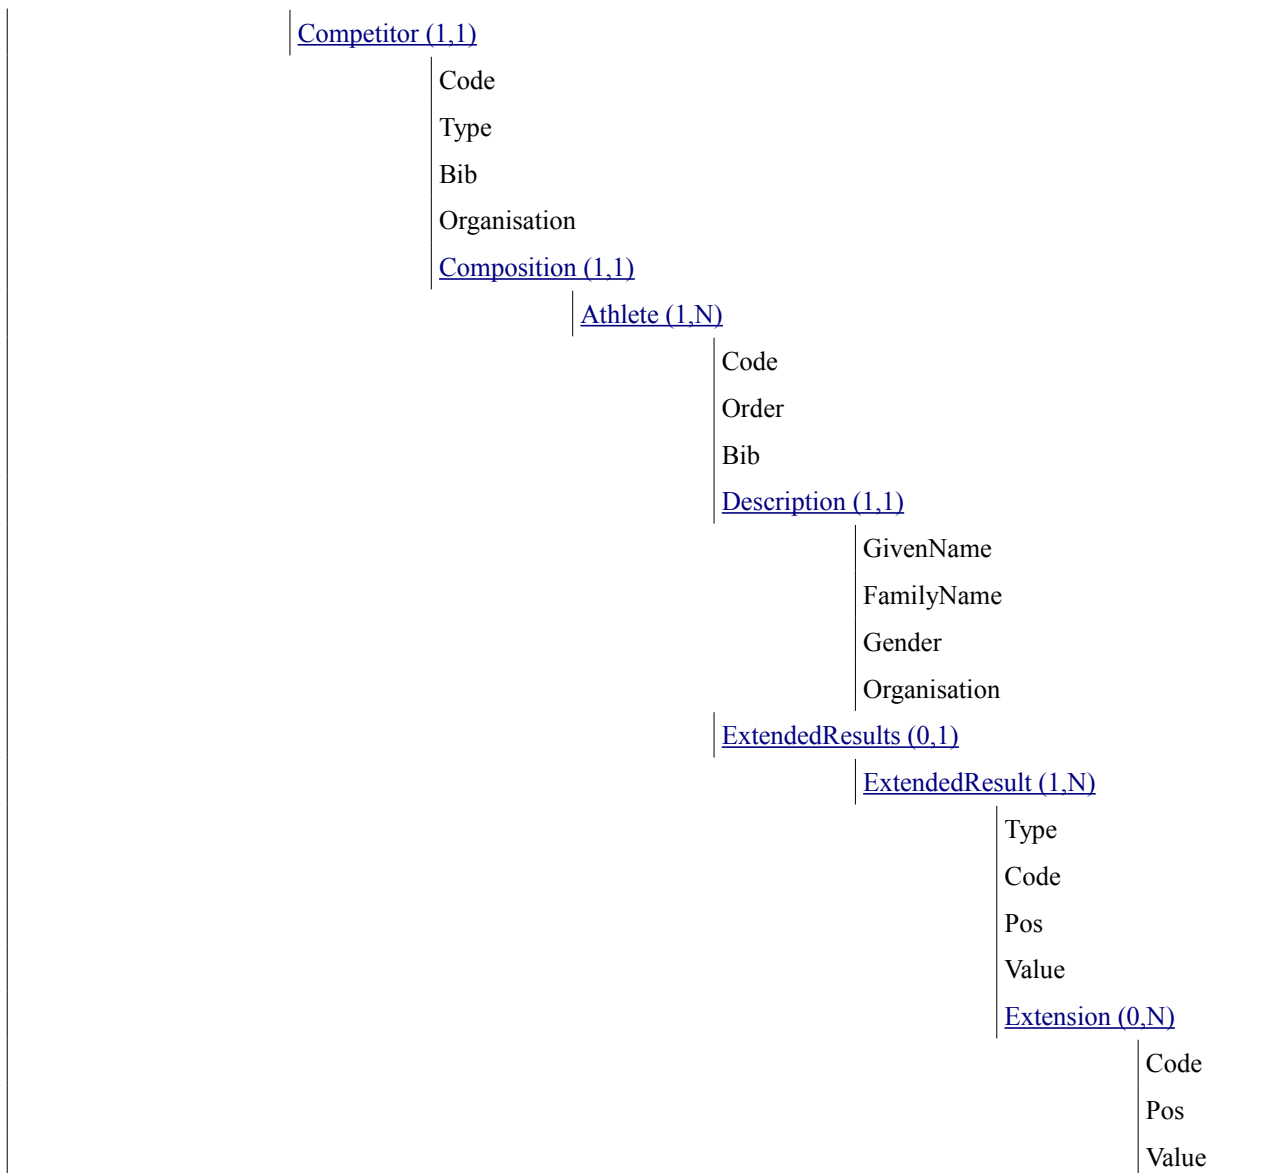 Competitor (1,1)
Code
Type
Bib
Organisation
Composition (1,1)
Athlete (1,N)
Code
Order
Bib
Description (1,1)
GivenName
FamilyName
Gender
Organisation
ExtendedResults (0,1)
ExtendedResult (1,N)
Type
Code
Pos
Value
Extension (0,N)
Code
Pos
Value